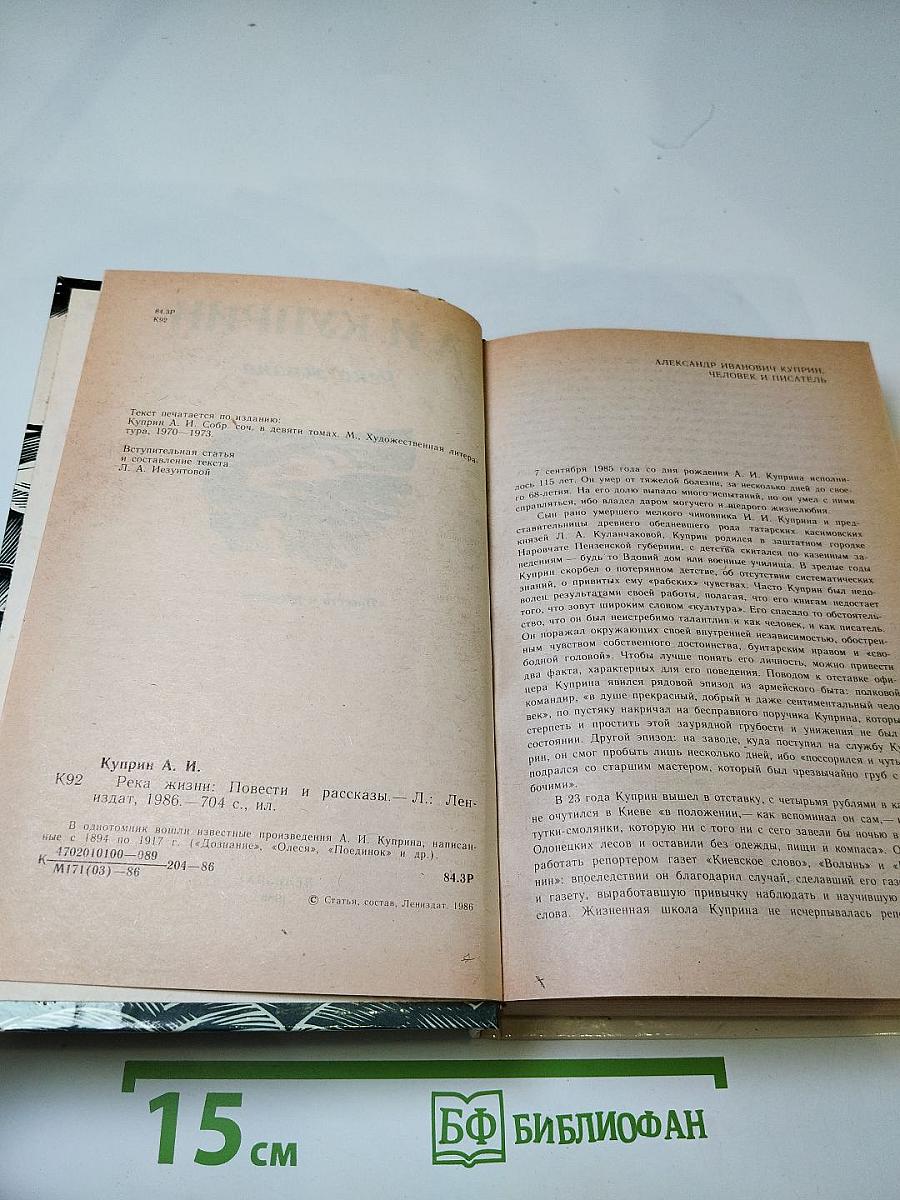 84.3Р
К92
Текст печатается по изданию:
Куприн А. И. Собр. соч. в девяти томах. М., Художественная литера-
тура, 1970—1973.
Вступительная статья
и составление текста
Л. А. Иезуитовой
Куприн А. И.
К92 Река жизни: Повести и рассказы.— Л.: Лен-
издат, 1986.— 704 с., ил.
В однотомник вошли известные произведения А. И. Куприна, написан-
ные с 1894 по 1917 г. («Дознание», «Олеся», «Поединок» и др.).
К 4702010100—089
М171(03)—86
204—86
84.3Р
© Статья, состав, Лениздат, 1986
АЛЕКСАНДР ИВАНОВИЧ КУПРИН,
ЧЕЛОВЕК И ПИСАТЕЛЬ
7 сентября 1985 года со дня рождения А. И. Куприна исполни-
лось 115 лет. Он умер от тяжелой болезни, за несколько дней до свое-
го 68-летия. На его долю выпало много испытаний, но он умел с ними
справляться, ибо владел даром могучего и щедрого жизнелюбия.
Сын рано умершего мелкого чиновника И. И. Куприна и пред-
ставительницы древнего обедневшего рода татарских касимовских
князей Л. А. Куланчаковой, Куприн родился в заштатном городке
Наровчате Пензенской губернии, с детства скитался по казенным за-
ведениям — будь то Вдовий дом или военные училища. В зрелые годы
Куприн скорбел о потерянном детстве, об отсутствии систематических
знаний, о привитых ему «рабских» чувствах. Часто Куприн был недо-
волен результатами своей работы, полагая, что его книгам недостает
того, что зовут широким словом «культура». Его спасало то обстоятель-
ство, что он был неистребимо талантлив и как человек, и как писатель.
Он поражал окружающих своей внутренней независимостью, обострен-
ным чувством собственного достоинства, бунтарским нравом и «сво-
бодной головой». Чтобы лучше понять его личность, можно привести
два факта, характерных для его поведения. Поводом к отставке офи-
цера Куприна явился рядовой эпизод из армейского быта: полковой
командир, «в душе прекрасный, добрый и даже сентиментальный чело
век», по пустяку накричал на бесправного поручика Куприна, которы
стерпеть и простить этой заурядной грубости и унижения не был
состоянии. Другой эпизод: на заводе, куда поступил на службу Ку
рин, он смог пробыть лишь несколько дней, ибо «поссорился и чуть
подрался со старшим мастером, который был чрезвычайно груб с
бочими».
В 23 года Куприн вышел в отставку, с четырьмя рублями в ка
не очутился в Киеве «в положении,— как вспоминал он сам,—
тутки-смолянки, которую ни с того ни с сего завели бы ночью в
Олонецких лесов и оставили без одежды, пищи и компаса». О
работать репортером газет «Киевское слово», «Волынь» и
нин»: впоследствии он благодарил случай, сделавший его газе
и газету, выработавшую привычку наблюдать и научившую
слова. Жизненная школа Куприна не исчерпывалась репо
15 см
БФ БИБЛИОФАН